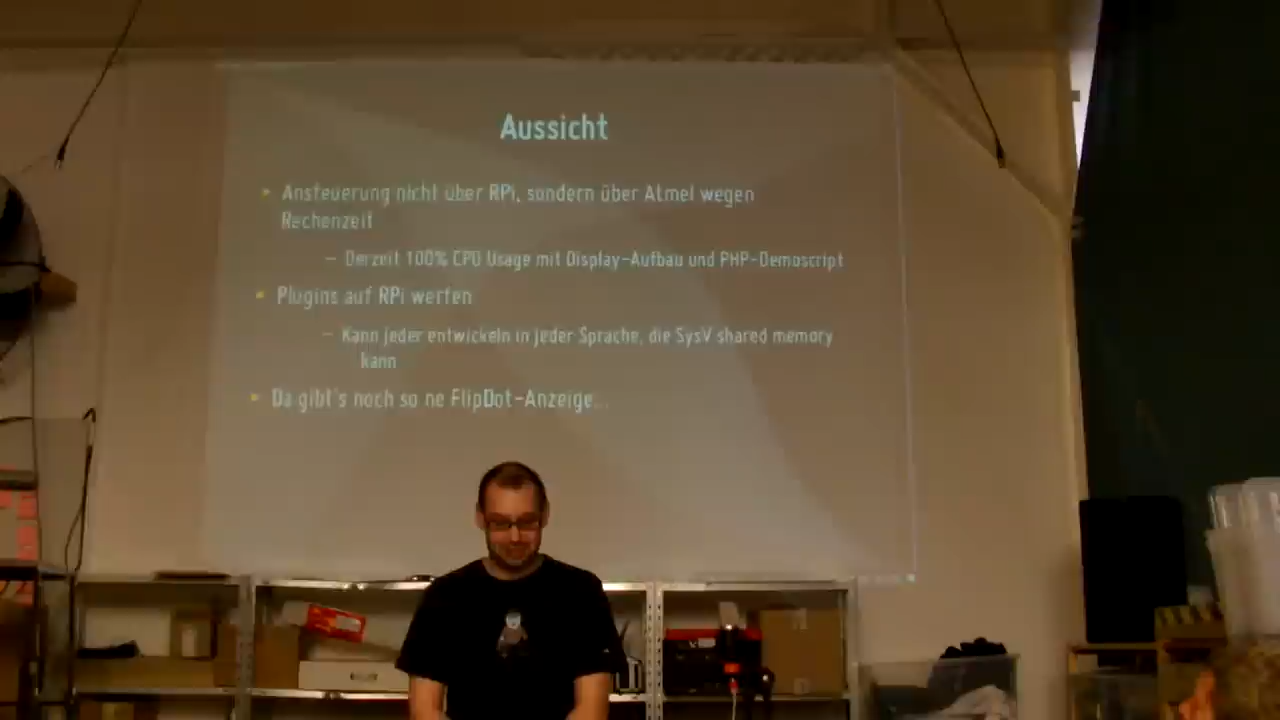 Aussicht
Ansteuerung nicht über RPi, sondern über Atmel wegen
Rechenzeit
– Derzeit 100% CPU Usage mit Display-Aufbau und PHP-Demoscript
Plugins auf RPi werfen
– Kann jeder entwickeln in jeder Sprache, die SysV shared memory
kann
Da gibt's noch so ne FlipDot-Anzeige...